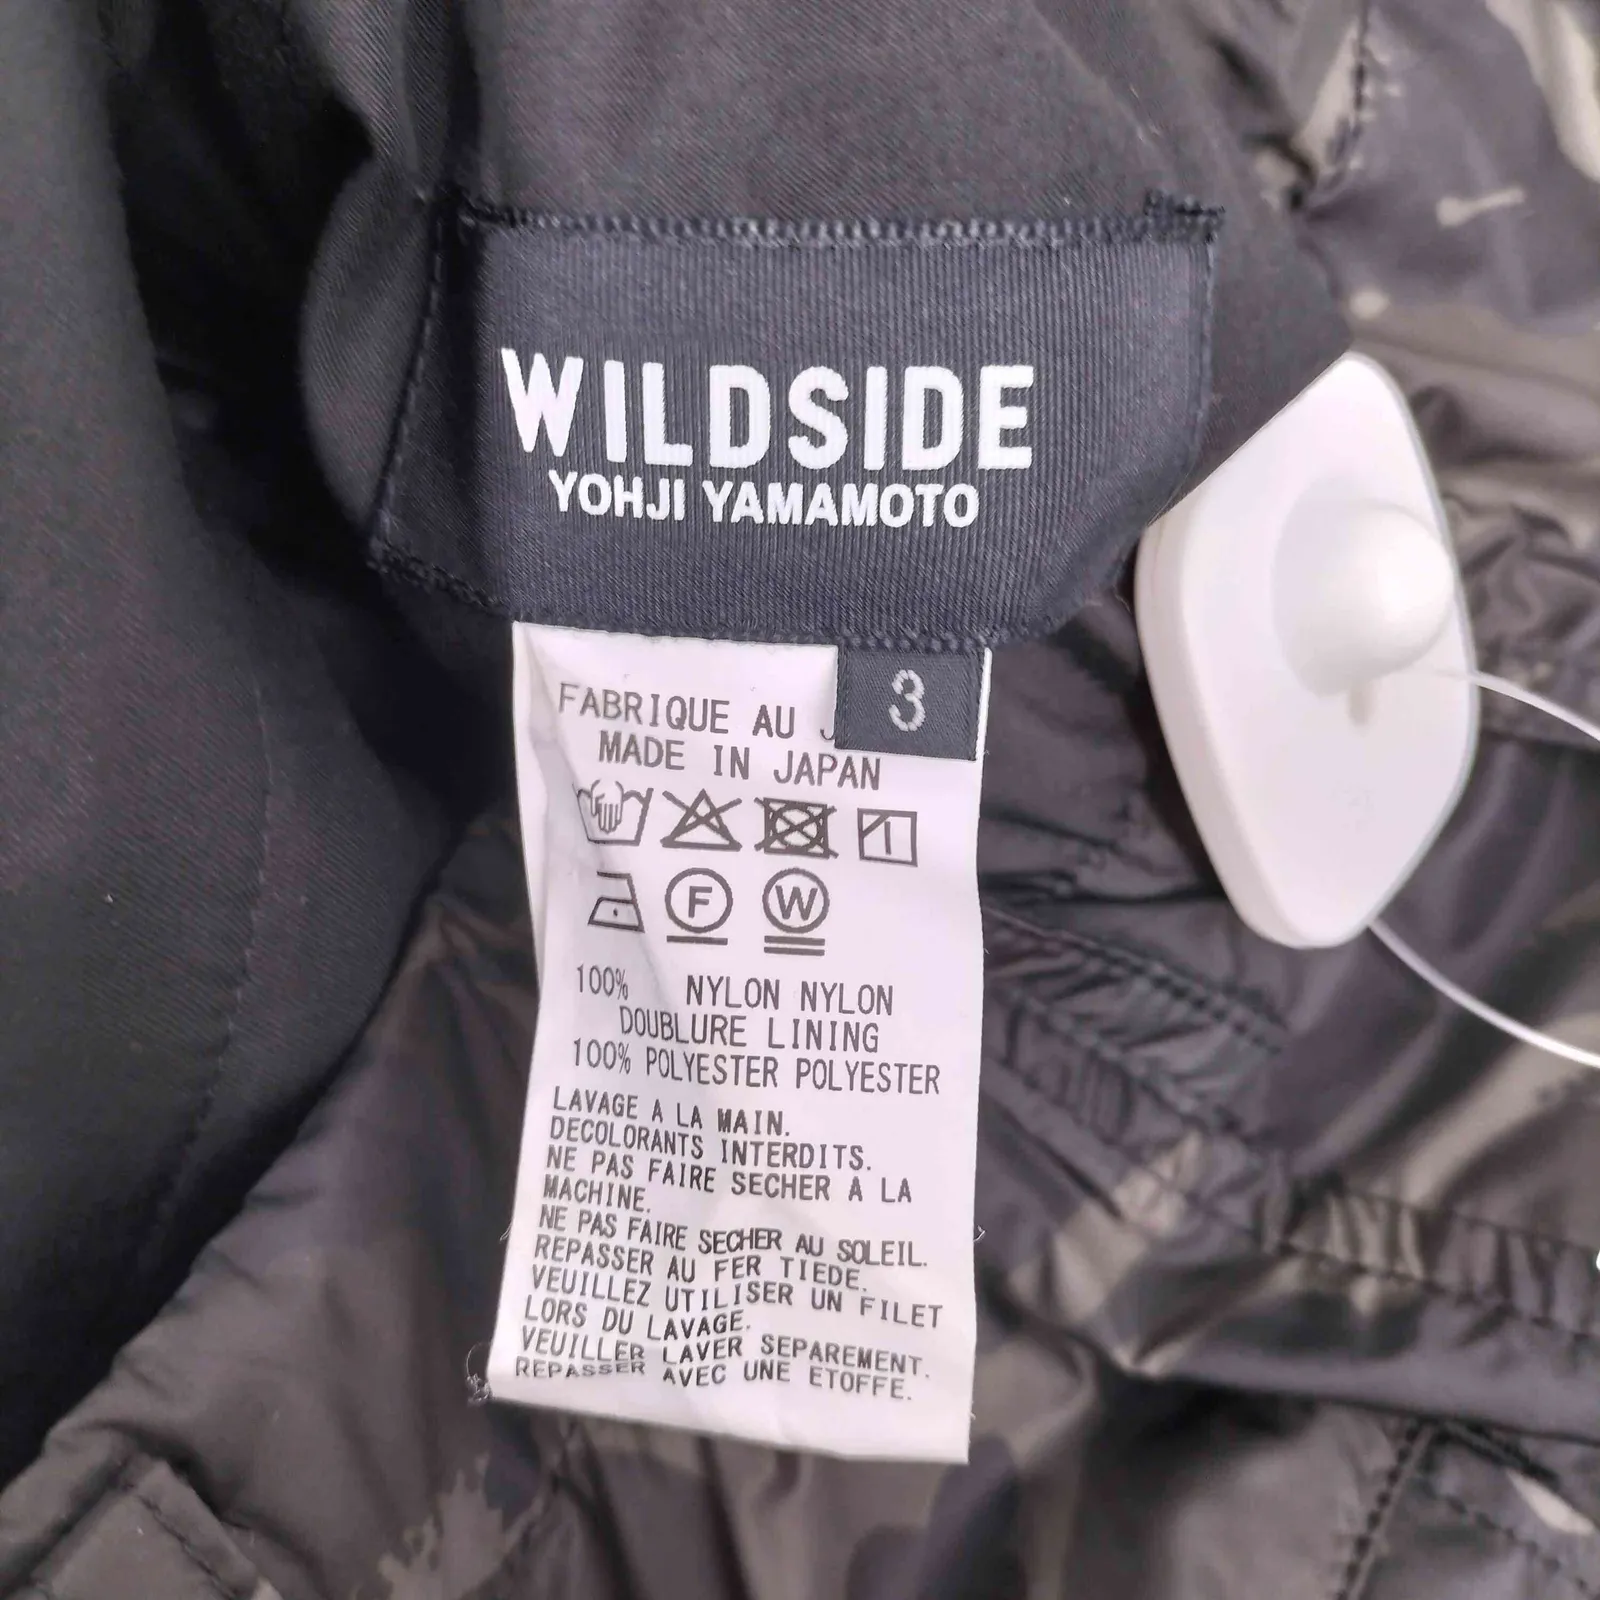 WILDSIDE
YOHJI YAMAMOTO
3
FABRIQUE AU J
MADE IN JAPAN
F W
100% NYLON NYLON
DOUBLURE LINING
100% POLYESTER POLYESTER
LAVAGE A LA MAIN.
DECOLORANTS INTERDITS.
NE PAS FAIRE SECHER A LA
MACHINE.
NE PAS FAIRE SECHER AU SOLEIL.
REPASSER AU FER TIEDE.
VEUILLEZ UTILISER UN FILET
LORS DU LAVAGE.
VEUILLER LAVER SEPAREMENT.
REPASSER AVEC UNE ETOFFE.